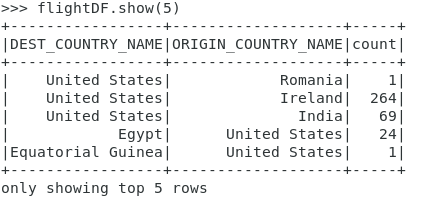 >>> flightDF.show(5)
+-----------------+-------------------+-----+
|DEST_COUNTRY_NAME|ORIGIN_COUNTRY_NAME|count|
+-----------------+-------------------+-----+
|    United States|            Romania|    1|
|    United States|            Ireland|  264|
|    United States|              India|   69|
|            Egypt|      United States|   24|
|Equatorial Guinea|      United States|    1|
+-----------------+-------------------+-----+
only showing top 5 rows